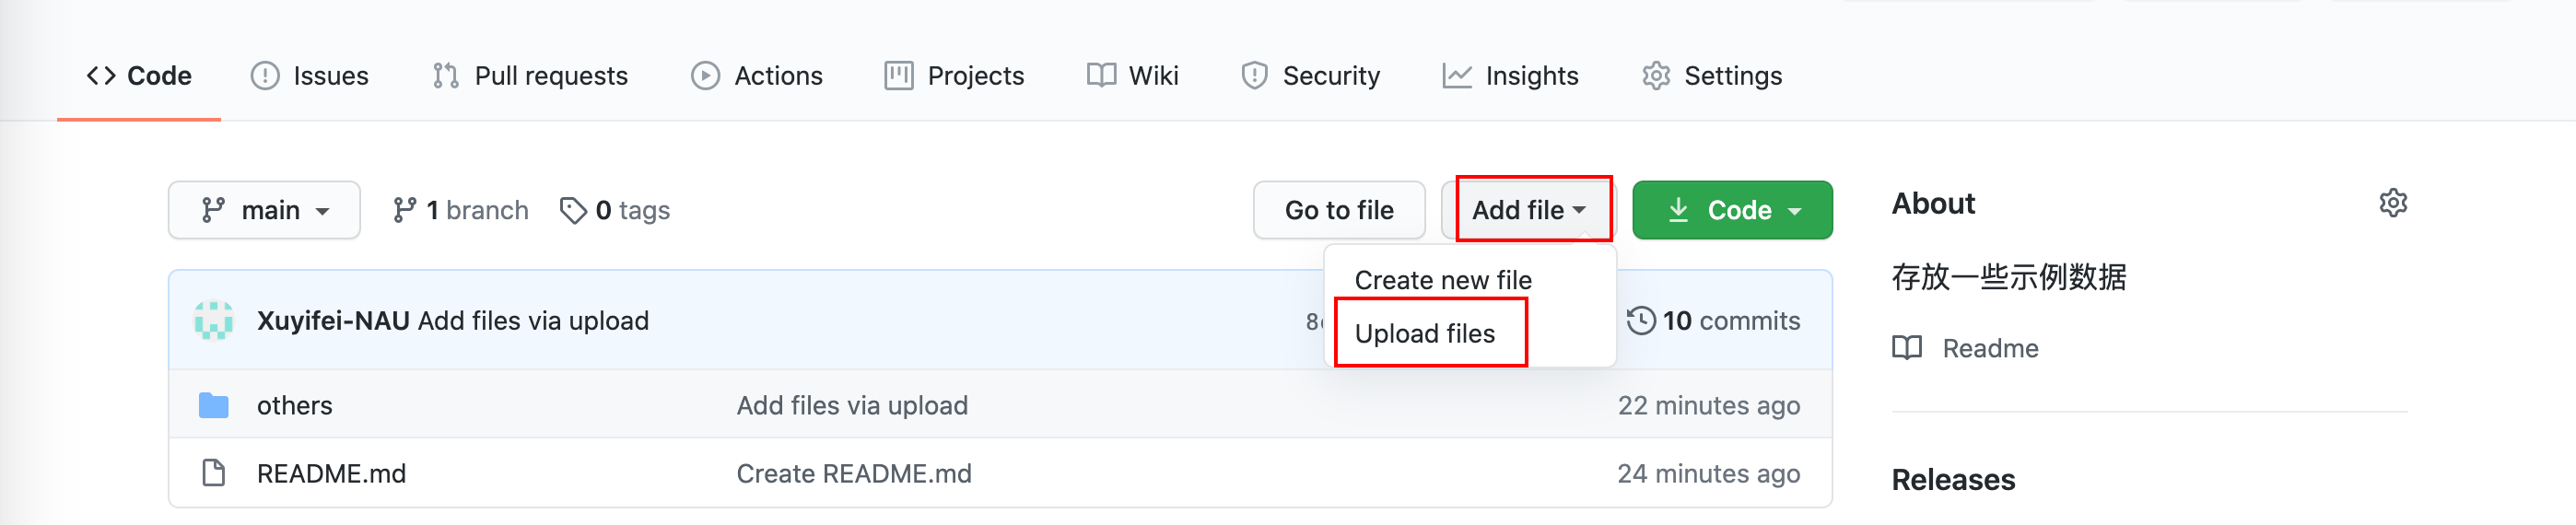 Code Issues Pull requests Actions Projects Wiki Security Insights Settings
main 1 branch 0 tags Go to file Add file Code
Create new file
Upload files
Xuyifei-NAU Add files via upload 10 commits
others Add files via upload 22 minutes ago
README.md Create README.md 24 minutes ago
About
存放一些示例数据
Readme
Releases